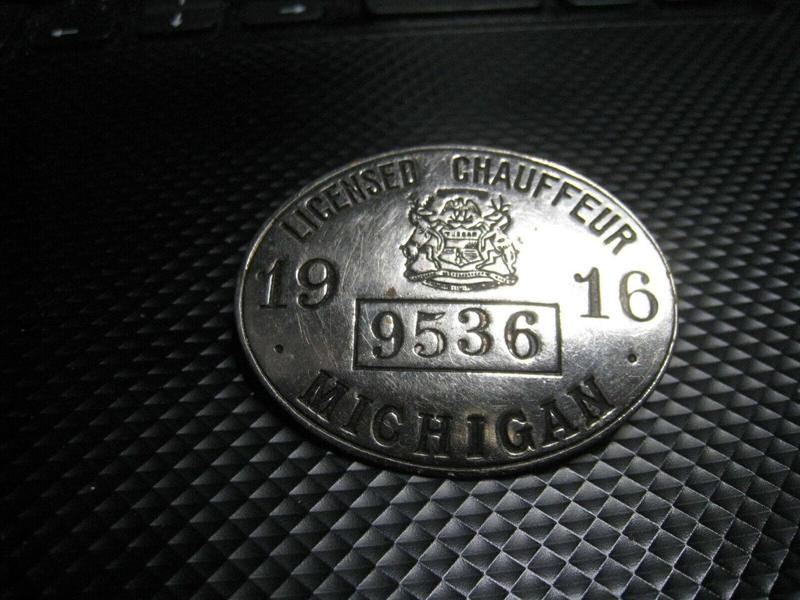 LICENSED CHAUFFEUR
19 16
9536
MICHIGAN